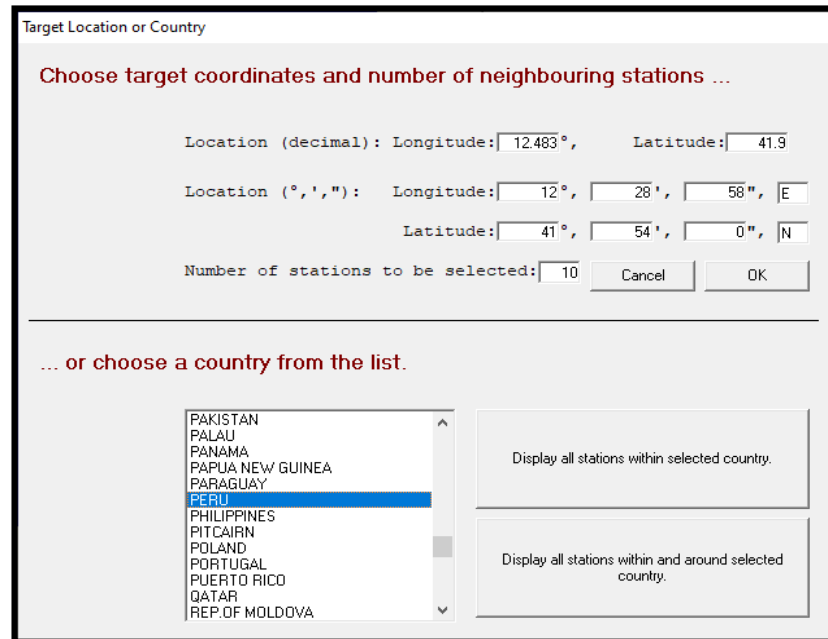 Target Location or Country
Choose target coordinates and number of neighbouring stations ...
Location (decimal): Longitude: 12.483°, Latitude: 41.9
Location (°,',"): Longitude: 12°, 28', 58", E
Latitude: 41°, 54', 0", N
Number of stations to be selected: 10 Cancel OK
... or choose a country from the list.
PAKISTAN
PALAU
PANAMA
PAPUA NEW GUINEA
PARAGUAY
PERU
PHILIPPINES
PITCAIRN
POLAND
PORTUGAL
PUERTO RICO
QATAR
REP.OF MOLDOVA
Display all stations within selected country.
Display all stations within and around selected
country.